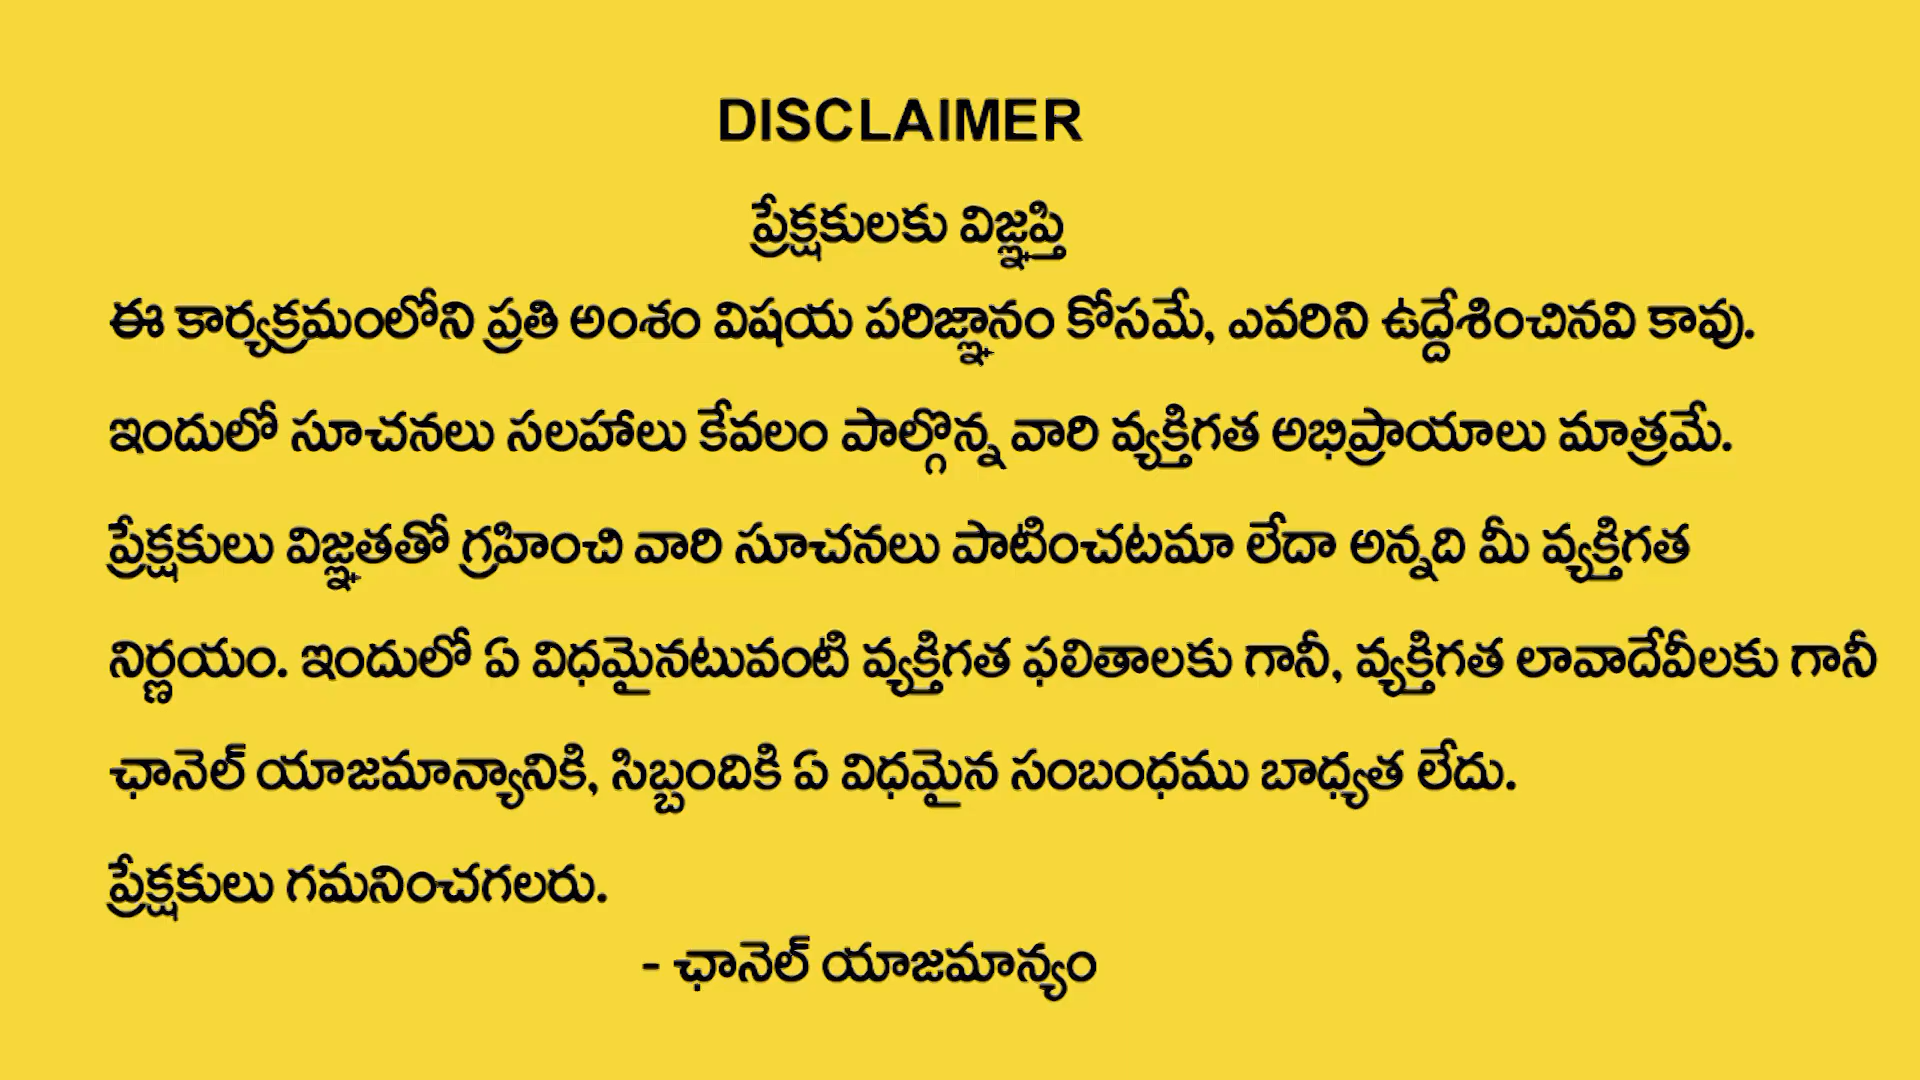 DISCLAIMER
ప్రేక్షకులకు విజ్ఞప్తి
ఈ కార్యక్రమంలోని ప్రతి అంశం విషయ పరిజ్ఞానం కోసమే, ఎవరిని ఉద్దేశించినవి కావు.
ఇందులో సూచనలు సలహాలు కేవలం పాల్గొన్న వారి వ్యక్తిగత అభిప్రాయాలు మాత్రమే.
ప్రేక్షకులు విజ్ఞతతో గ్రహించి వారి సూచనలు పాటించటమా లేదా అన్నది మీ వ్యక్తిగత
నిర్ణయం. ఇందులో ఏ విధమైనటువంటి వ్యక్తిగత ఫలితాలకు గానీ, వ్యక్తిగత లావాదేవీలకు గానీ
ఛానెల్ యాజమాన్యానికి, సిబ్బందికి ఏ విధమైన సంబంధము బాధ్యత లేదు.
ప్రేక్షకులు గమనించగలరు.
- ఛానెల్ యాజమాన్యం